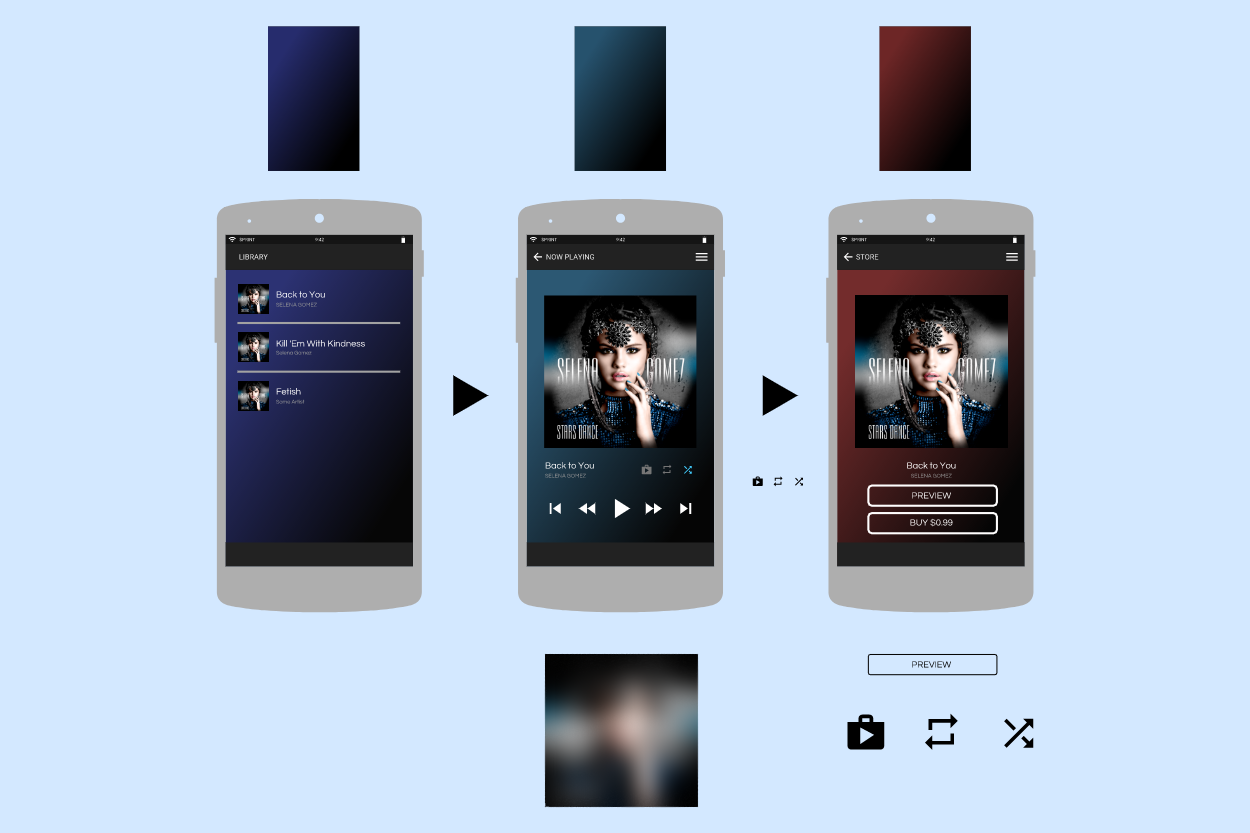 SPRINT
9:42
LIBRARY
Back to You
SELENA GOMEZ
Kill 'Em With Kindness
Selena Gomez
Fetish
Some Artist
SPRINT
9:42
NOW PLAYING
SELENA GOMEZ
STARS DANCE
Back to You
SELENA GOMEZ
SPRINT
9:42
STORE
SELENA GOMEZ
STARS DANCE
Back to You
SELENA GOMEZ
PREVIEW
BUY $0.99
PREVIEW